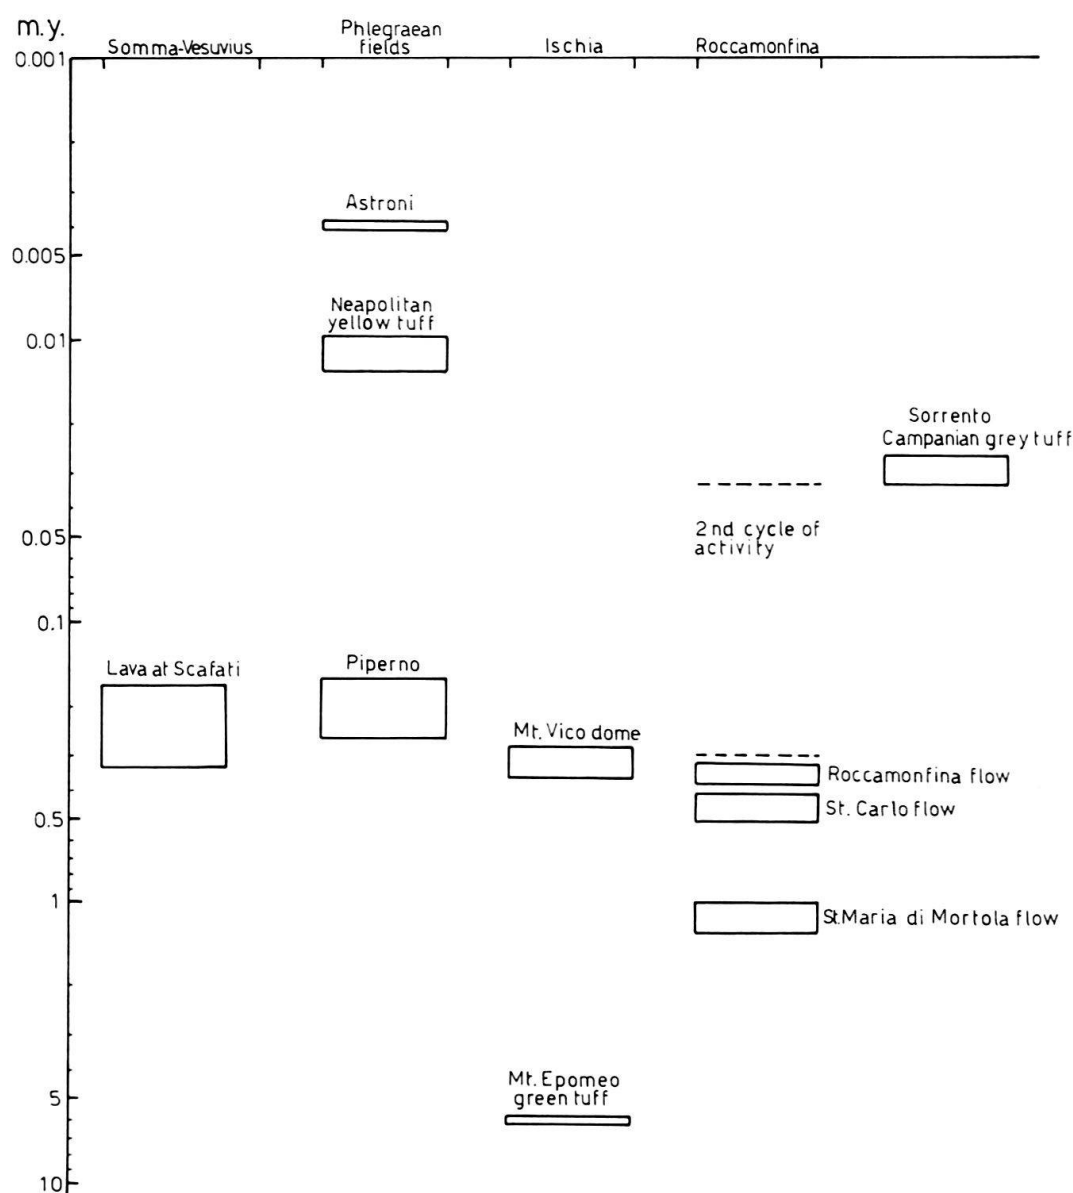 m.y.
Somma-Vesuvius
Phlegraean
fields
Ischia
Roccamonfina
0.001
Astroni
0.005
Neapolitan
yellow tuff
0.01
Sorrento
Campanian grey tuff
0.05
2nd cycle of
activity
0.1
Lava at Scafati
Piperno
Mt. Vico dome
Roccamonfina flow
St. Carlo flow
0.5
1
St.Maria di Mortola flow
Mt. Epomeo
green tuff
5
10